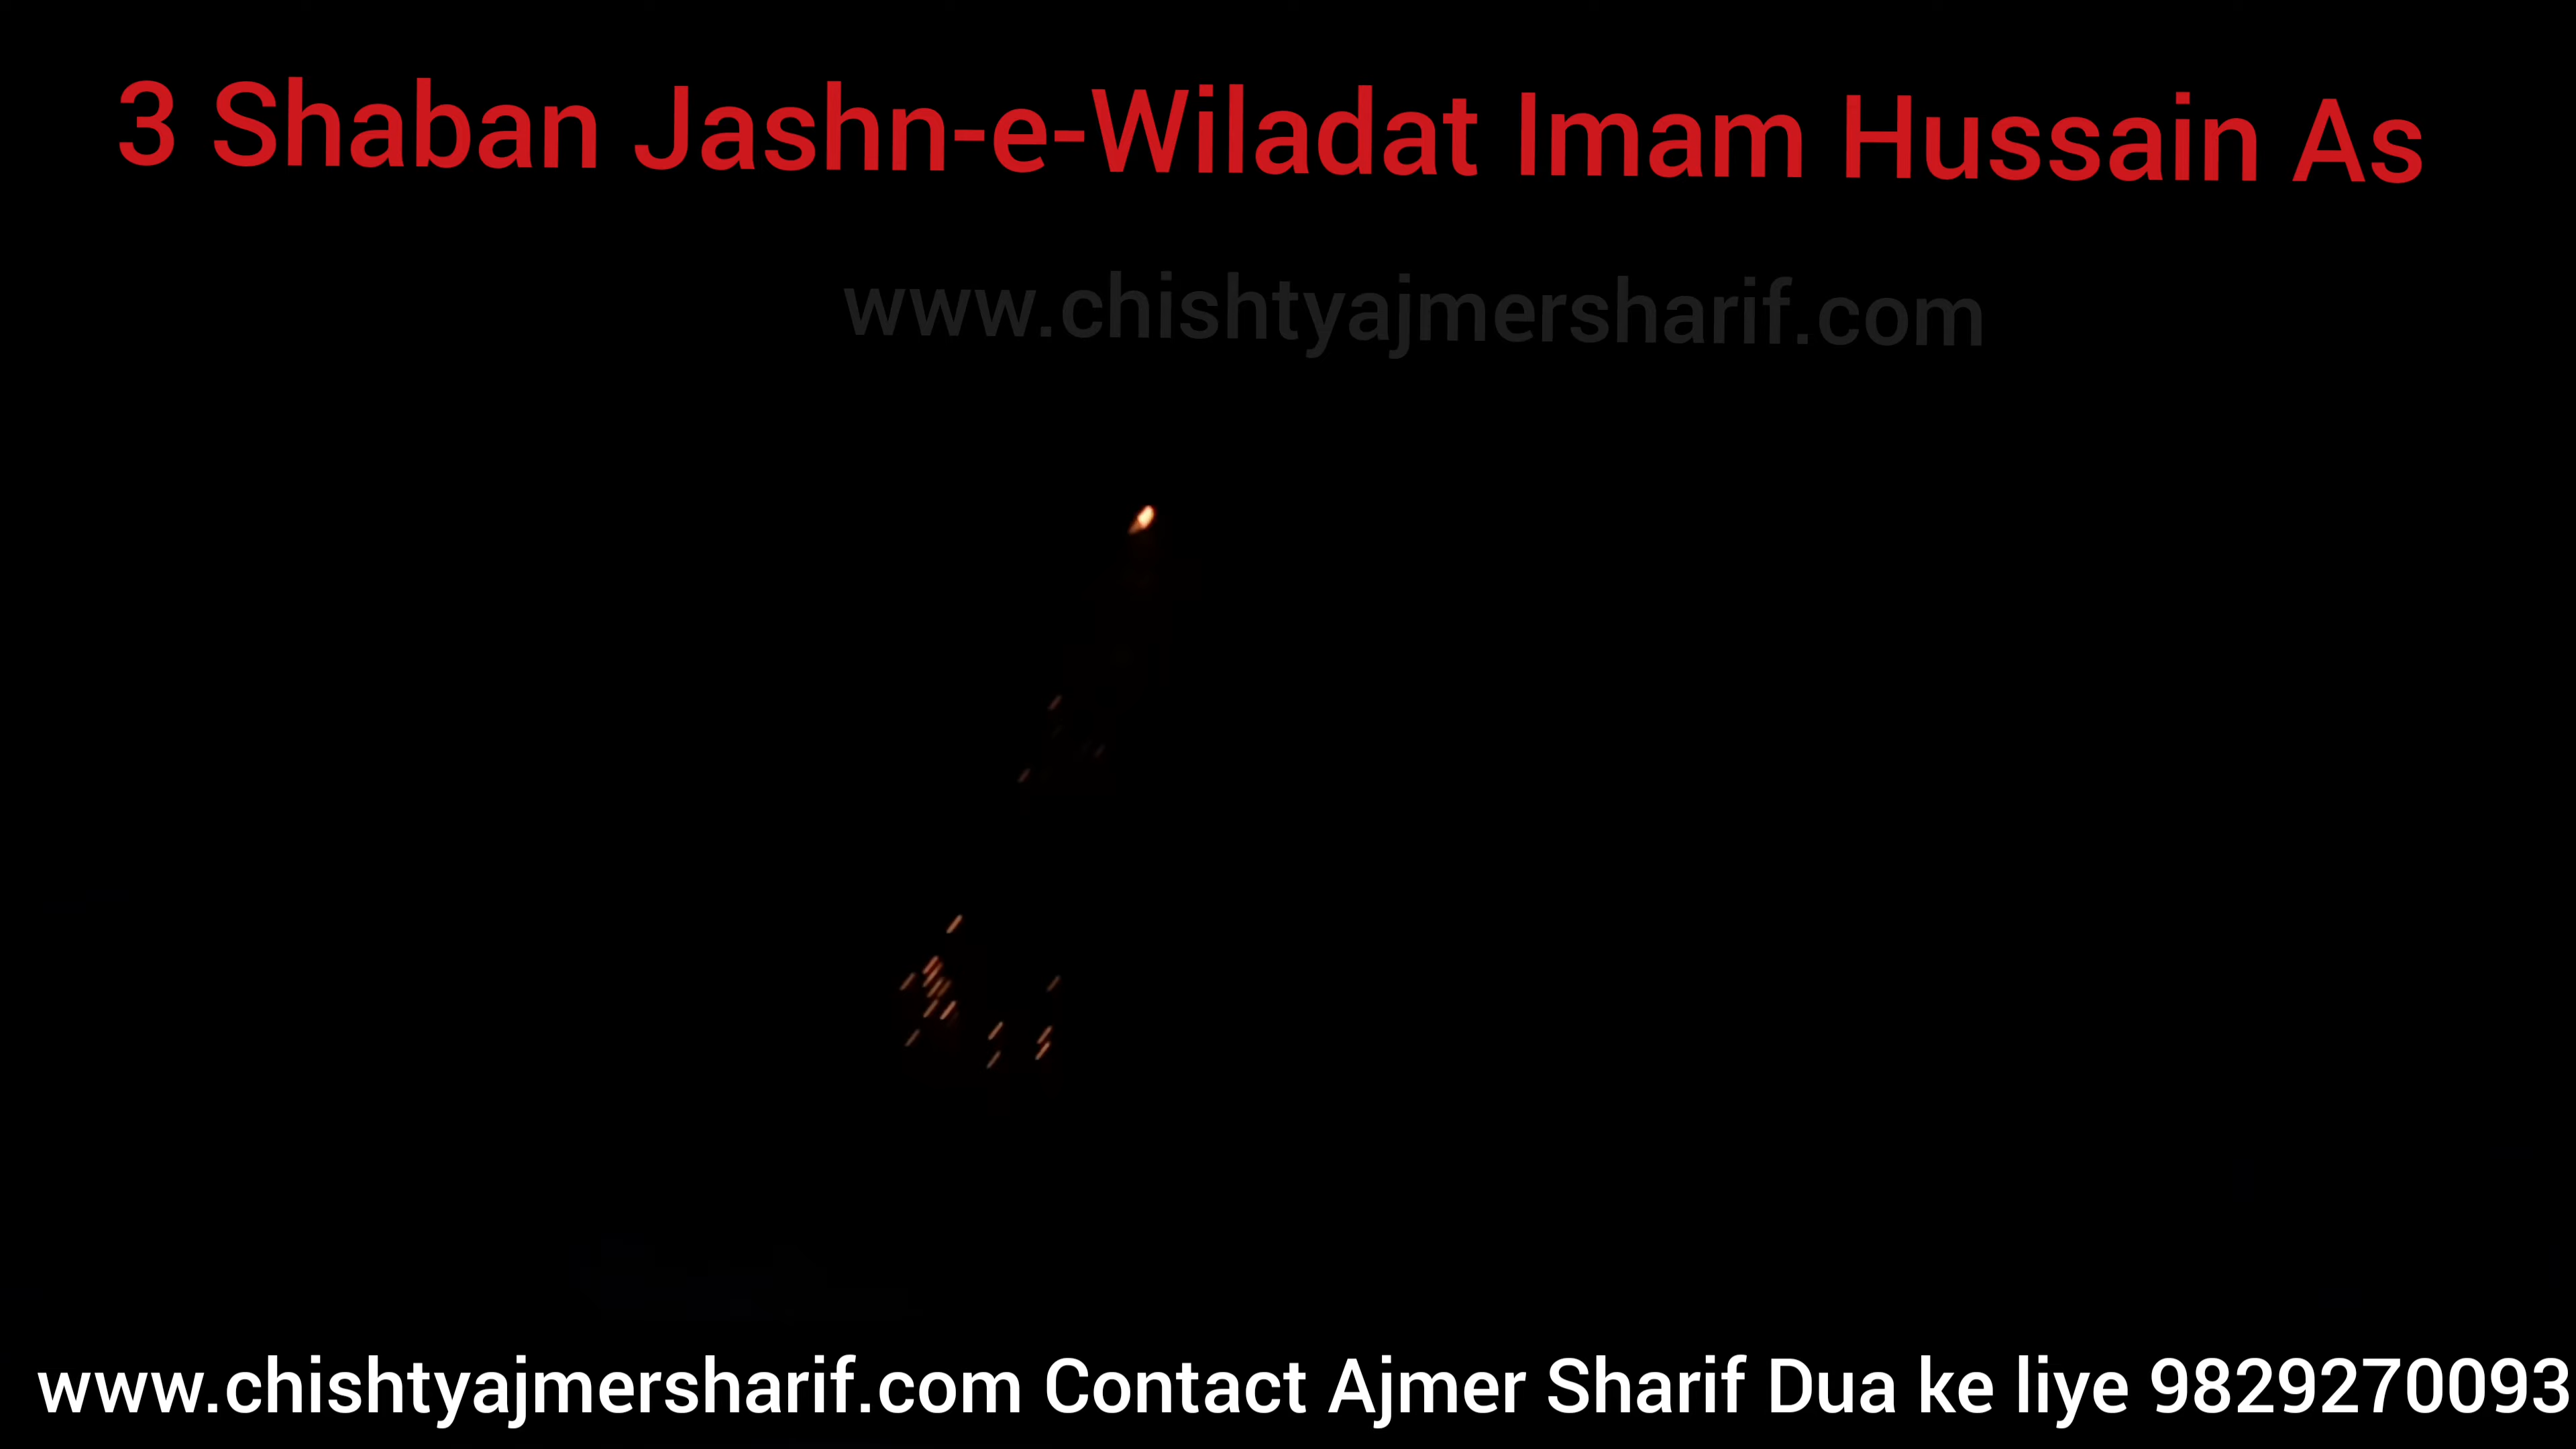 3 Shaban Jashn-e-Wiladat Imam Hussain As
www.chishtyajmersharif.com
www.chishtyajmersharif.com Contact Ajmer Sharif Dua ke liye 9829270093